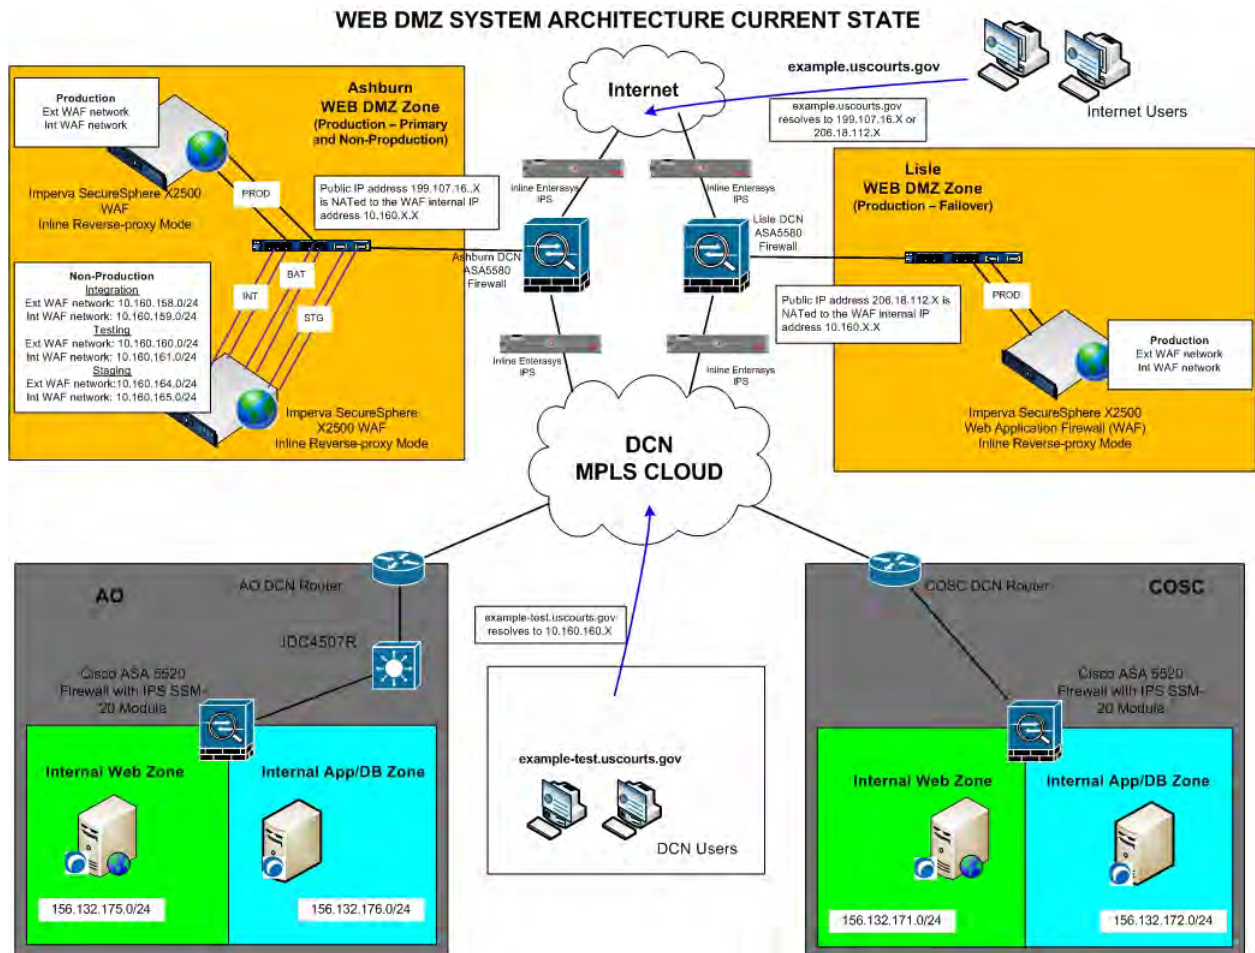 WEB DMZ SYSTEM ARCHITECTURE CURRENT STATE
Internet
example.uscourts.gov
example.uscourts.gov
resolves to 199.107.16.X or
206.18.112.X
Internet Users
Production
Ext WAF network
Int WAF network
Ashburn
WEB DMZ Zone
(Production – Primary
and Non-Propduction)
Imperva SecureSphere X2500
WAF
Inline Reverse-proxy Mode
PROD
Public IP address 199.107.16..X
is NATed to the WAF internal IP
address 10.160.X.X
Non-Production
Integration
Ext WAF network: 10.160.158.0/24
Int WAF network: 10.160.159.0/24
Testing
Ext WAF network:10.160.160.0/24
Int WAF network: 10.160.161.0/24
Staging
Ext WAF network:10.160.164.0/24
Int WAF network: 10.160.165.0/24
INT
BAT
STG
Imperva SecureSphere
X2500 WAF
Inline Reverse-proxy Mode
Inline Enterasys
IPS
Inline Enterasys
IPS
Ashburn DCN
ASA5580
Firewall
Lisle DCN
ASA5580
Firewall
Inline Enterasys
IPS
Inline Enterasys
IPS
Lisle
WEB DMZ Zone
(Production – Failover)
Public IP address 206.18.112.X is
NATed to the WAF internal IP
address 10.160.X.X
PROD
Production
Ext WAF network
Int WAF network
Imperva SecureSphere X2500
Web Application Firewall (WAF)
Inline Reverse-proxy Mode
DCN
MPLS CLOUD
AO
AO DCN Router
JDC4507R
Cisco ASA 5520
Firewall with IPS SSM-
20 Module
Internal Web Zone
Internal App/DB Zone
156.132.175.0/24
156.132.176.0/24
example-test.uscourts.gov
resolves to 10.160.160.X
example-test.uscourts.gov
DCN Users
COSC DCN Router
COSC
Cisco ASA 5520
Firewall with IPS SSM-
20 Module
Internal Web Zone
Internal App/DB Zone
156.132.171.0/24
156.132.172.0/24